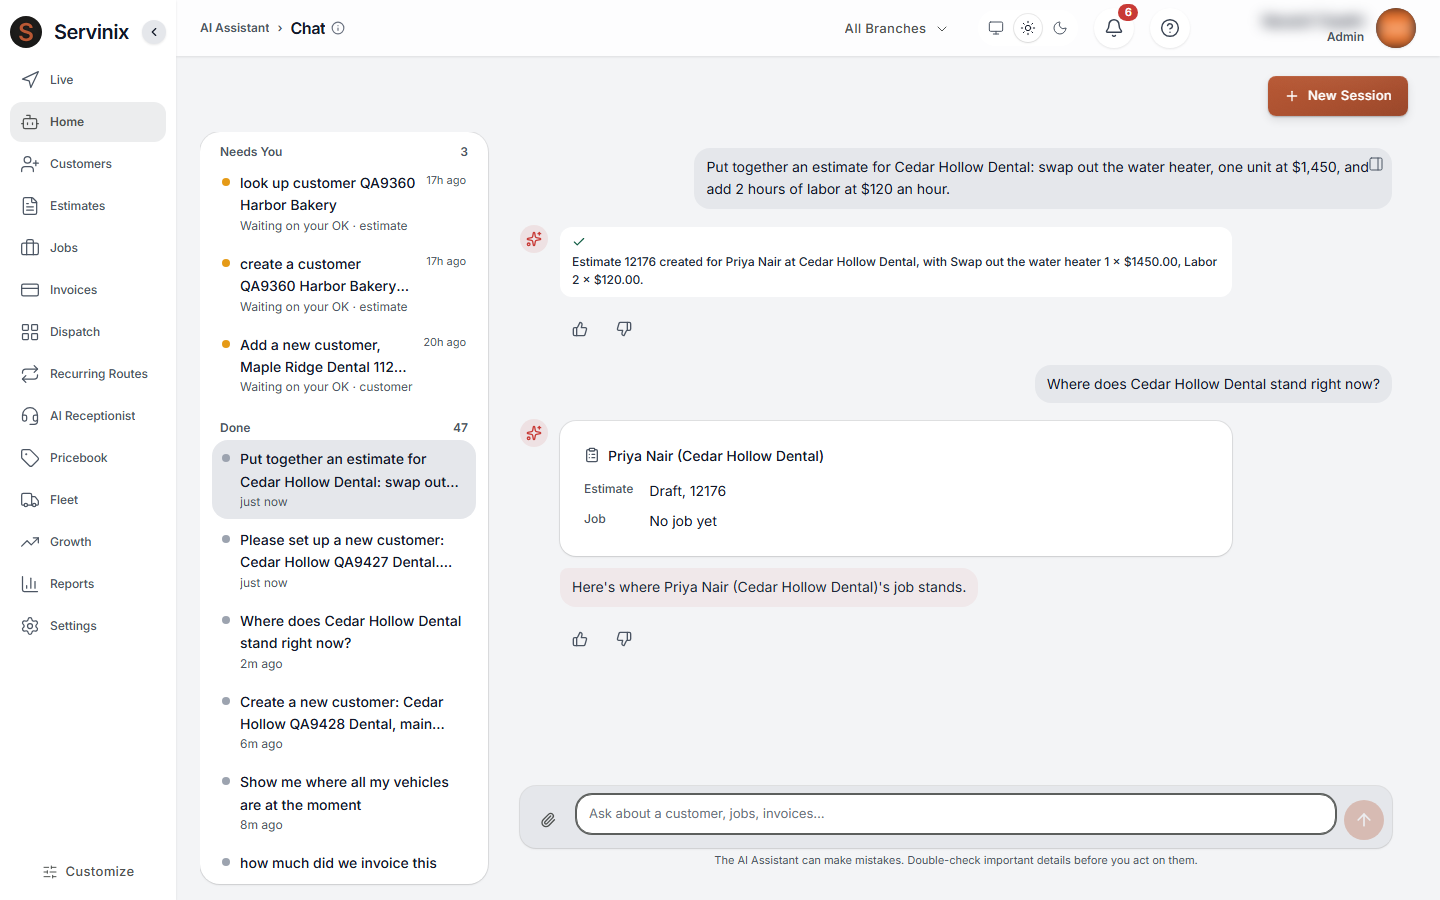 Servinix
Live
Home
Customers
Estimates
Jobs
Invoices
Dispatch
Recurring Routes
AI Receptionist
Pricebook
Fleet
Growth
Reports
Settings
Customize
AI Assistant › Chat
All Branches
6
Admin
New Session
Needs You 3
look up customer QA9360 17h ago
Harbor Bakery
Waiting on your OK · estimate
create a customer 17h ago
QA9360 Harbor Bakery...
Waiting on your OK · estimate
Add a new customer, 20h ago
Maple Ridge Dental 112...
Waiting on your OK · customer
Done 47
Put together an estimate for
Cedar Hollow Dental: swap out...
just now
Please set up a new customer:
Cedar Hollow QA9427 Dental....
just now
Where does Cedar Hollow Dental
stand right now?
2m ago
Create a new customer: Cedar
Hollow QA9428 Dental, main...
6m ago
Show me where all my vehicles
are at the moment
8m ago
how much did we invoice this
Put together an estimate for Cedar Hollow Dental: swap out the water heater, one unit at $1,450, and
add 2 hours of labor at $120 an hour.
Estimate 12176 created for Priya Nair at Cedar Hollow Dental, with Swap out the water heater 1 × $1450.00, Labor
2 × $120.00.
Where does Cedar Hollow Dental stand right now?
Priya Nair (Cedar Hollow Dental)
Estimate Draft, 12176
Job No job yet
Here's where Priya Nair (Cedar Hollow Dental)'s job stands.
Ask about a customer, jobs, invoices...
The AI Assistant can make mistakes. Double-check important details before you act on them.